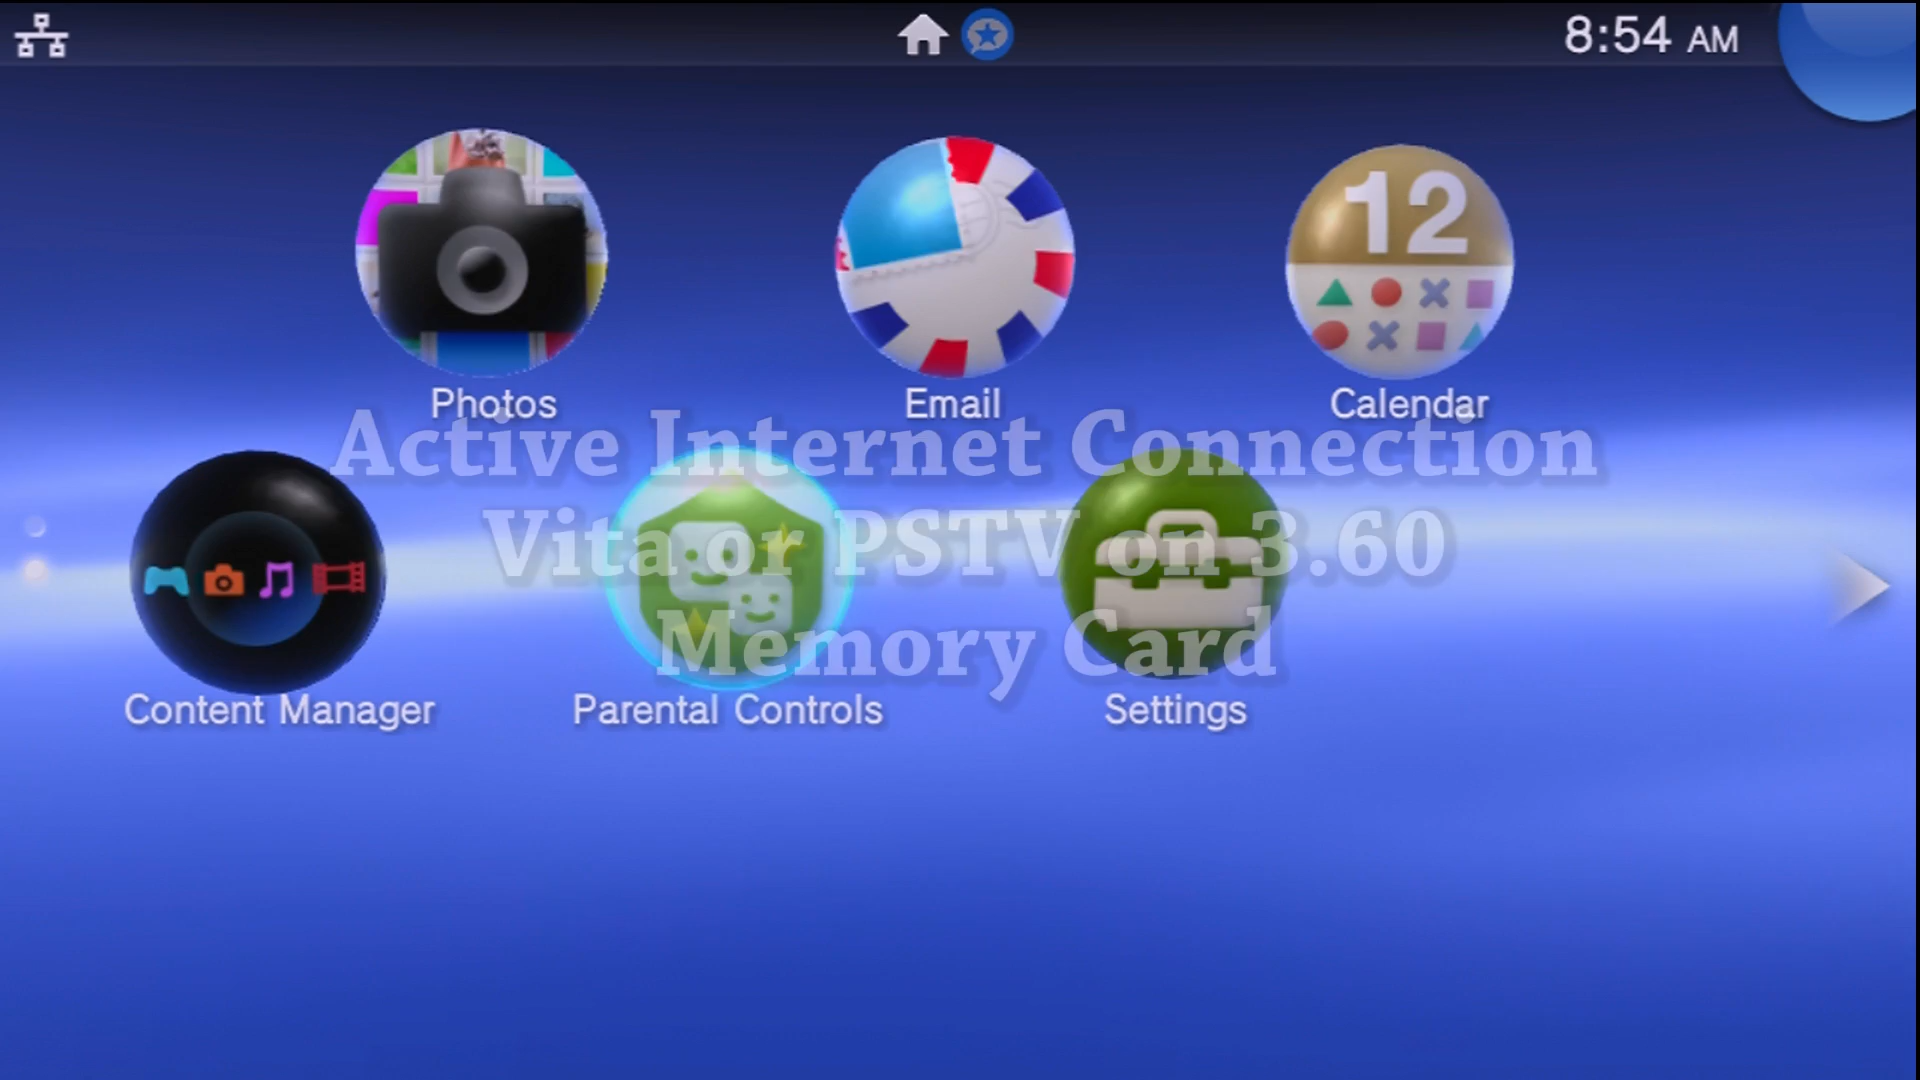 8:54 AM
12
Photos
Email
Calendar
Active Internet Connection
Vita or PSTV on 3.60
Memory Card
Content Manager
Parental Controls
Settings